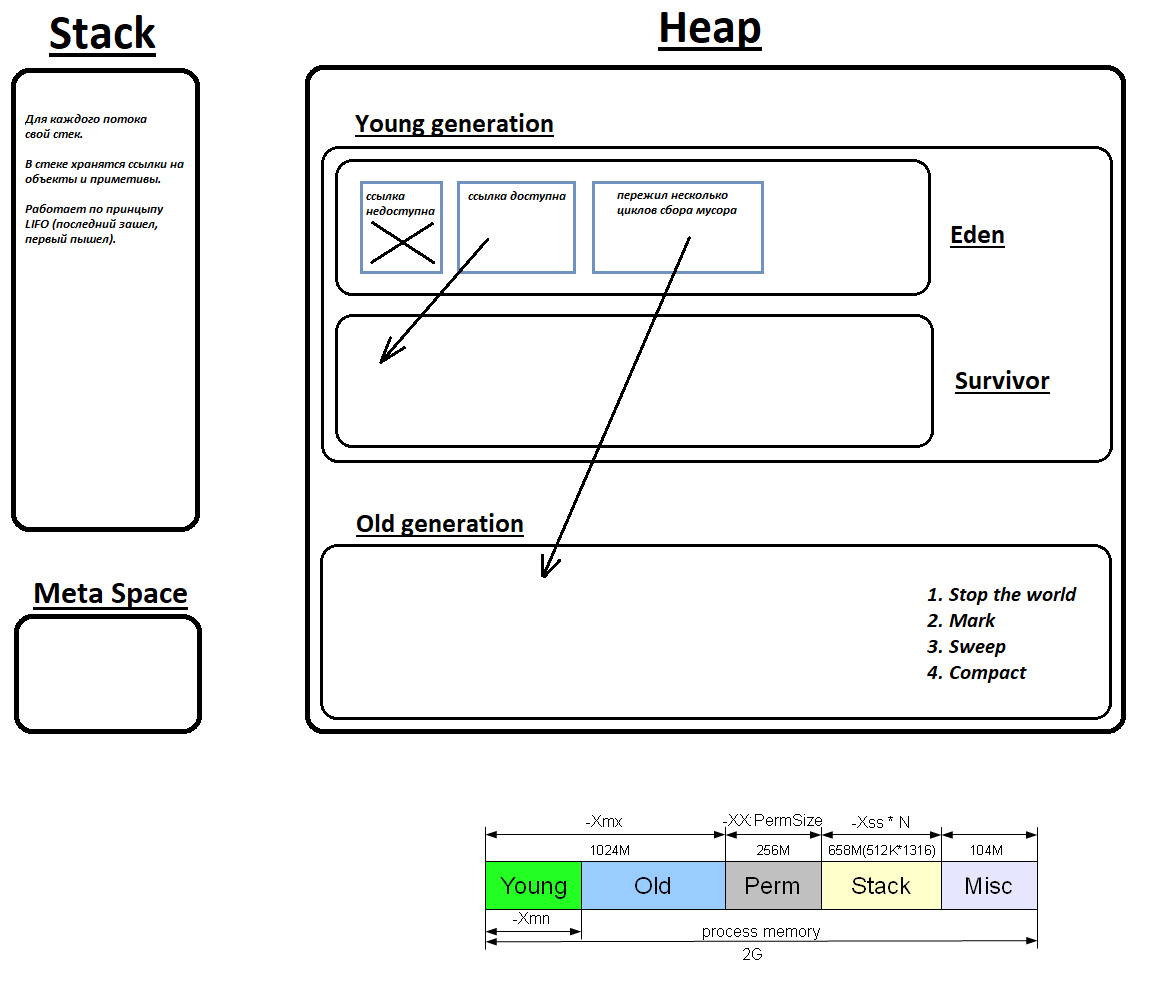 Stack
Heap
Для каждого потока
свой стек.
В стеке хранятся ссылки на
объекты и приметивы.
Работает по принцыпу
LIFO (последний зашел,
первый пышел).
Young generation
ссылка
недоступна
ссылка доступна
пережил несколько
циклов сбора мусора
Eden
Survivor
Old generation
1. Stop the world
2. Mark
3. Sweep
4. Compact
Meta Space
-Xmx
-XX:PermSize
-Xss * N
1024M
256M
658M(512K*1316)
104M
Young
Old
Perm
Stack
Misc
-Xmn
process memory
2G